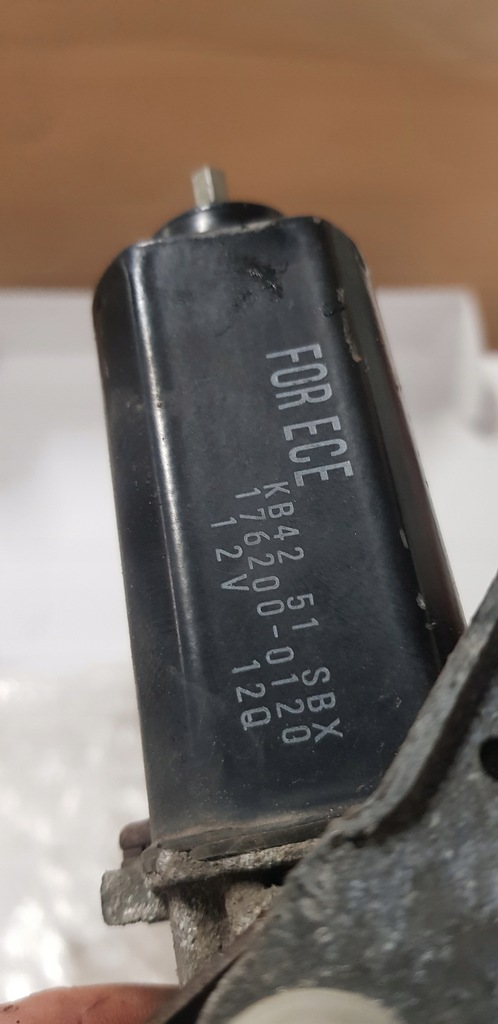 FOR ECE
KB42 51 SBX
176200-0120
12V 12Q